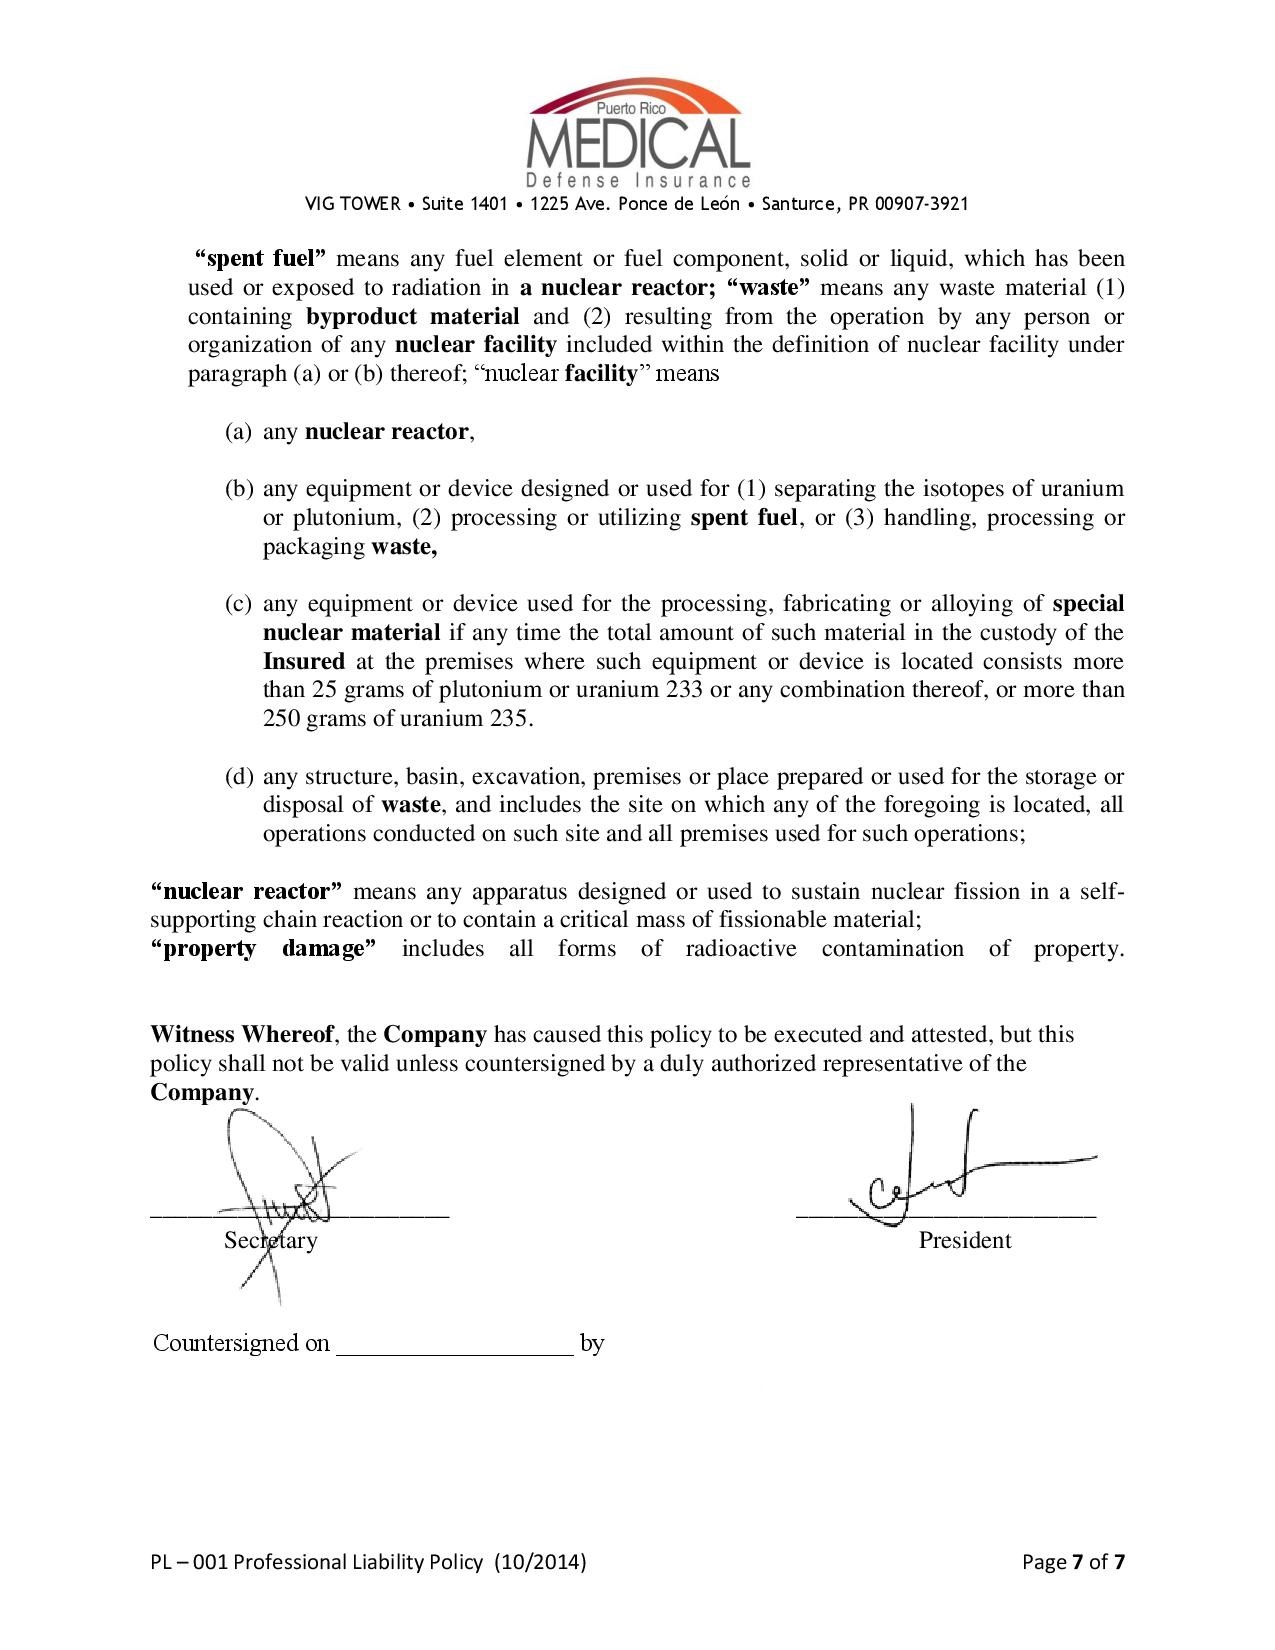 Puerto Rico
MEDICAL
Defense Insurance
VIG TOWER • Suite 1401 • 1225 Ave. Ponce de León • Santurce, PR 00907-3921
“spent fuel” means any fuel element or fuel component, solid or liquid, which has been
used or exposed to radiation in a nuclear reactor; “waste” means any waste material (1)
containing byproduct material and (2) resulting from the operation by any person or
organization of any nuclear facility included within the definition of nuclear facility under
paragraph (a) or (b) thereof; “nuclear facility” means
(a) any nuclear reactor,
(b) any equipment or device designed or used for (1) separating the isotopes of uranium
or plutonium, (2) processing or utilizing spent fuel, or (3) handling, processing or
packaging waste,
(c) any equipment or device used for the processing, fabricating or alloying of special
nuclear material if any time the total amount of such material in the custody of the
Insured at the premises where such equipment or device is located consists more
than 25 grams of plutonium or uranium 233 or any combination thereof, or more than
250 grams of uranium 235.
(d) any structure, basin, excavation, premises or place prepared or used for the storage or
disposal of waste, and includes the site on which any of the foregoing is located, all
operations conducted on such site and all premises used for such operations;
“nuclear reactor” means any apparatus designed or used to sustain nuclear fission in a self-
supporting chain reaction or to contain a critical mass of fissionable material;
“property damage” includes all forms of radioactive contamination of property.
Witness Whereof, the Company has caused this policy to be executed and attested, but this
policy shall not be valid unless countersigned by a duly authorized representative of the
Company.
Secretary President
Countersigned on ___________________ by
PL – 001 Professional Liability Policy (10/2014) Page 7 of 7